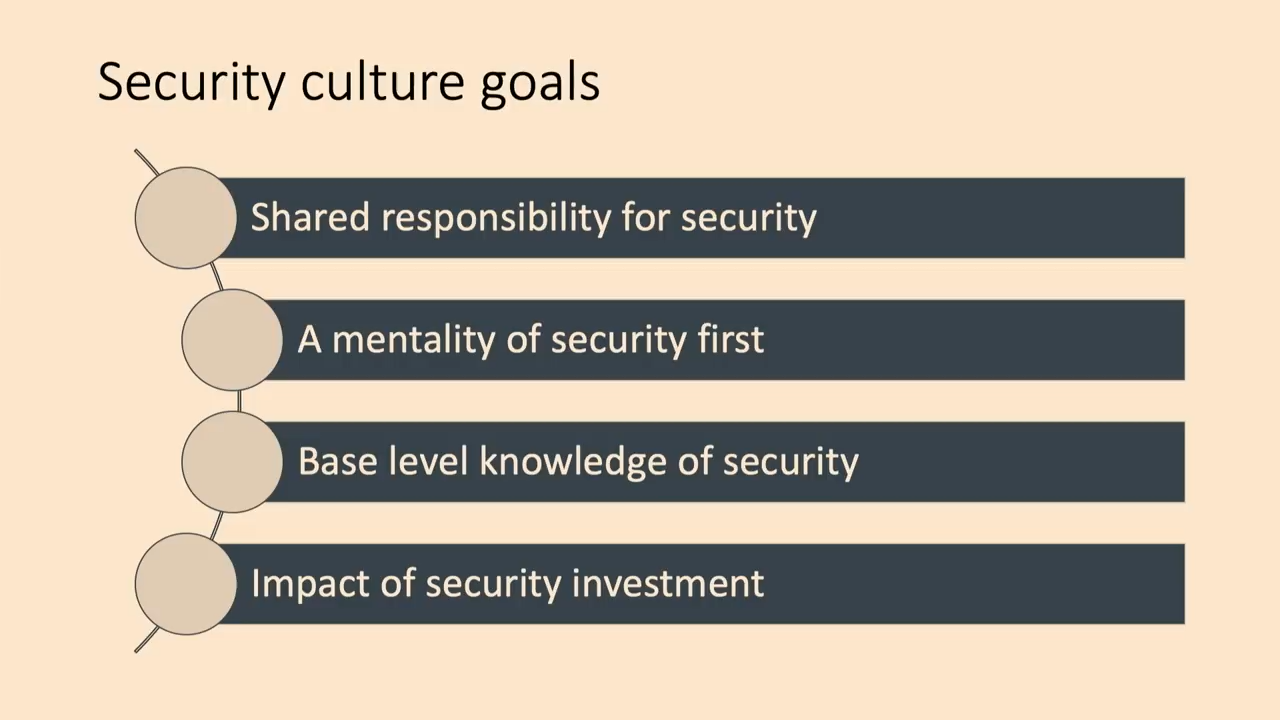 Security culture goals
Shared responsibility for security
A mentality of security first
Base level knowledge of security
Impact of security investment